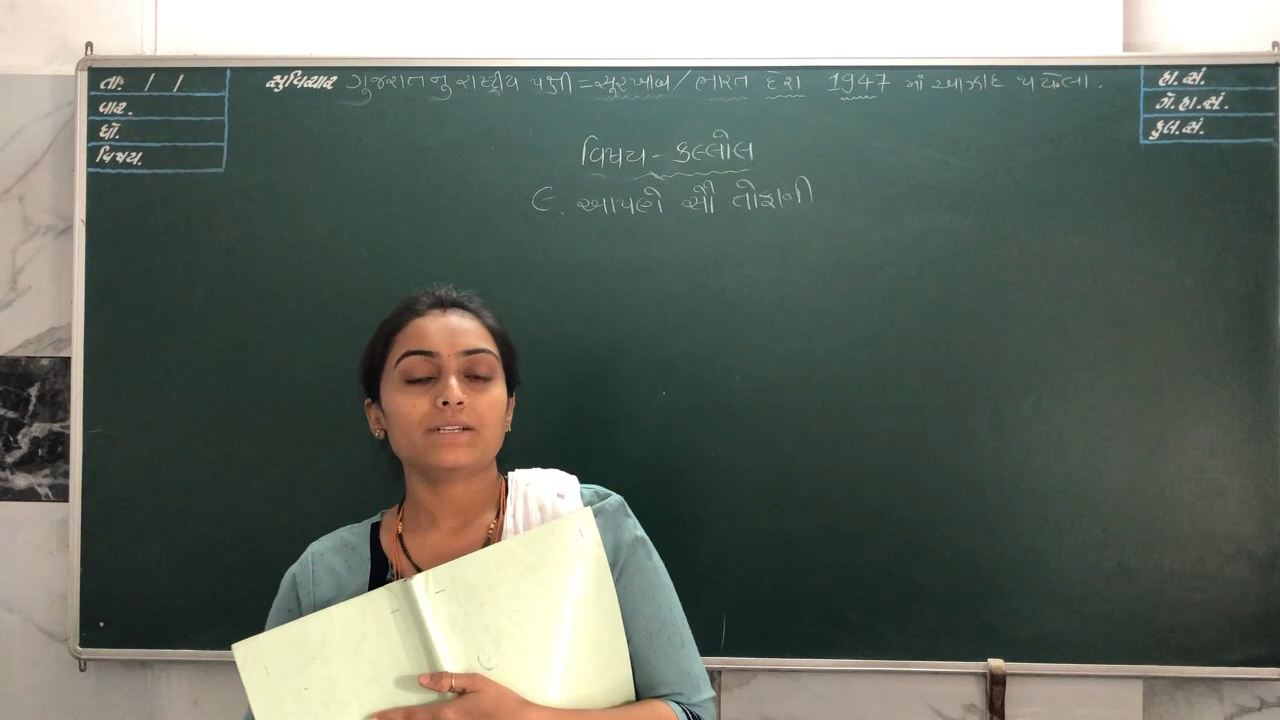 તા. / /
વાર.
ધો.
વિષય.
સુવિચાર ગુજરાતનુ રાષ્ટ્રીય પક્ષી = સુરખાબ / ભારત દેશ 1947 માં આઝાદ થયેલા.
હા.સં.
ગે.હા.સં.
કુલ.સં.
વિષય - કલ્લોલ
૯. આપણે સૌ તોફાની